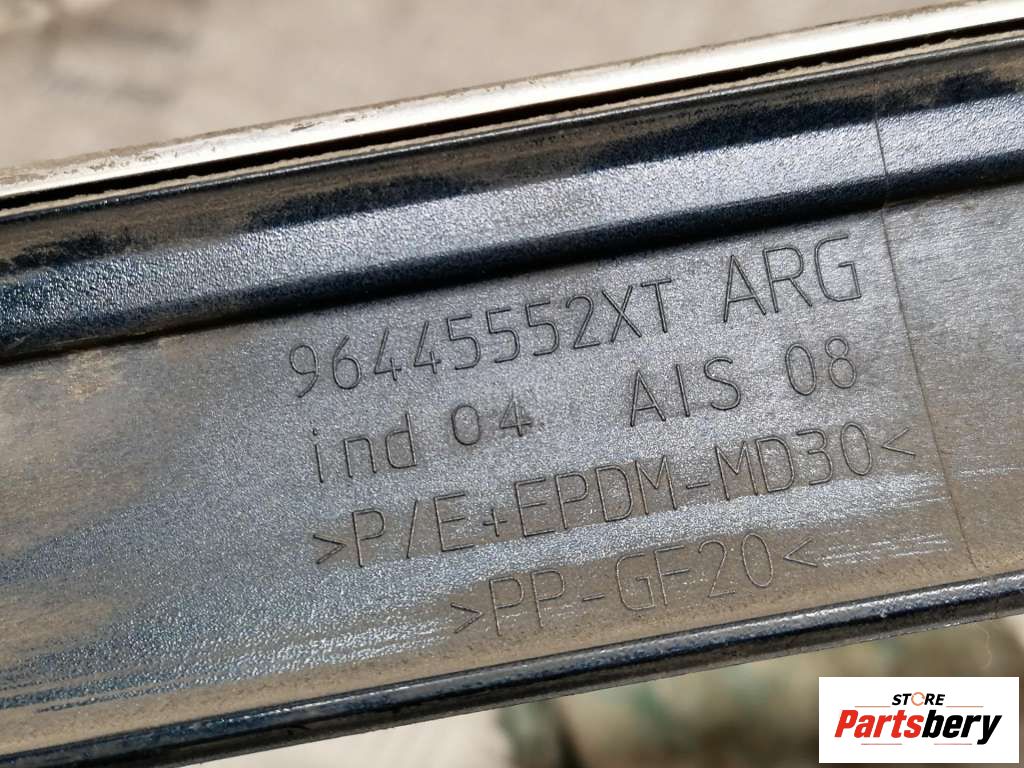 96445552XT ARG
ind 04 AIS 08
>P/E+EPDM-MD30<
>PP-GF20<
STORE
Partsbery